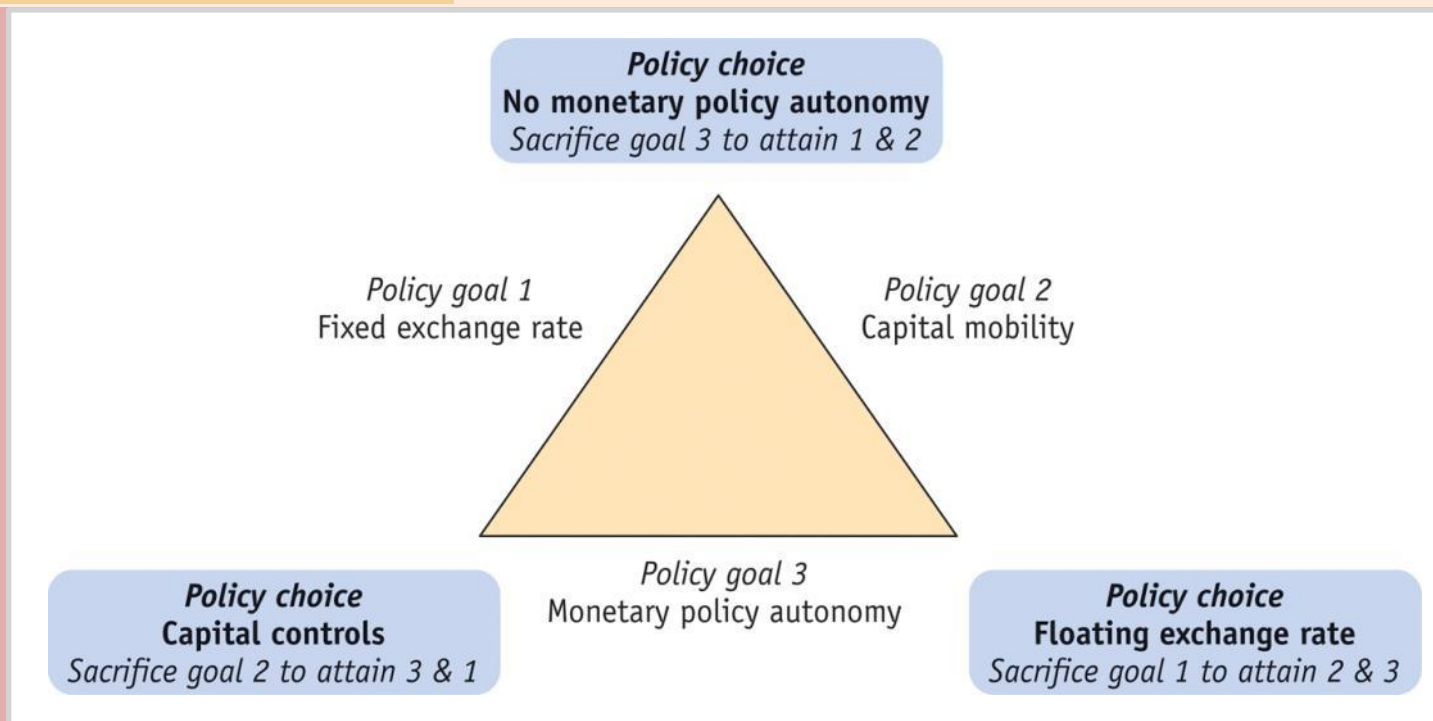 Policy choice
No monetary policy autonomy
Sacrifice goal 3 to attain 1 & 2
Policy goal 1
Fixed exchange rate
Policy goal 2
Capital mobility
Policy goal 3
Monetary policy autonomy
Policy choice
Capital controls
Sacrifice goal 2 to attain 3 & 1
Policy choice
Floating exchange rate
Sacrifice goal 1 to attain 2 & 3